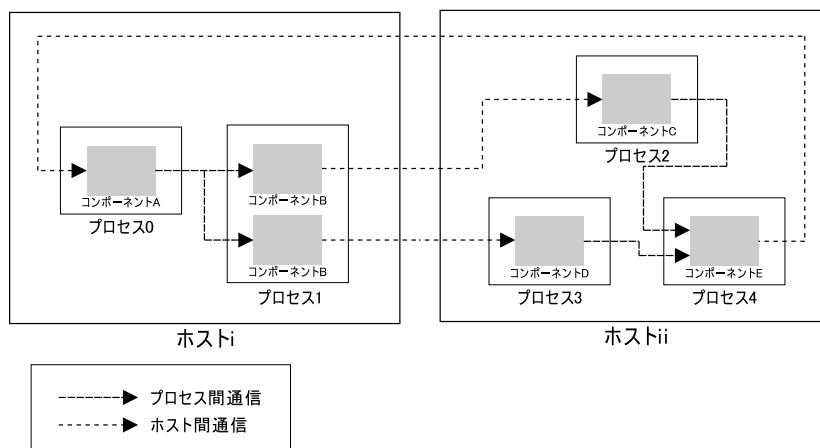 コンポーネントA
プロセス0
コンポーネントB
コンポーネントB
プロセス1
ホストi
コンポーネントC
プロセス2
コンポーネントD
プロセス3
コンポーネントE
プロセス4
ホストii
プロセス間通信
ホスト間通信